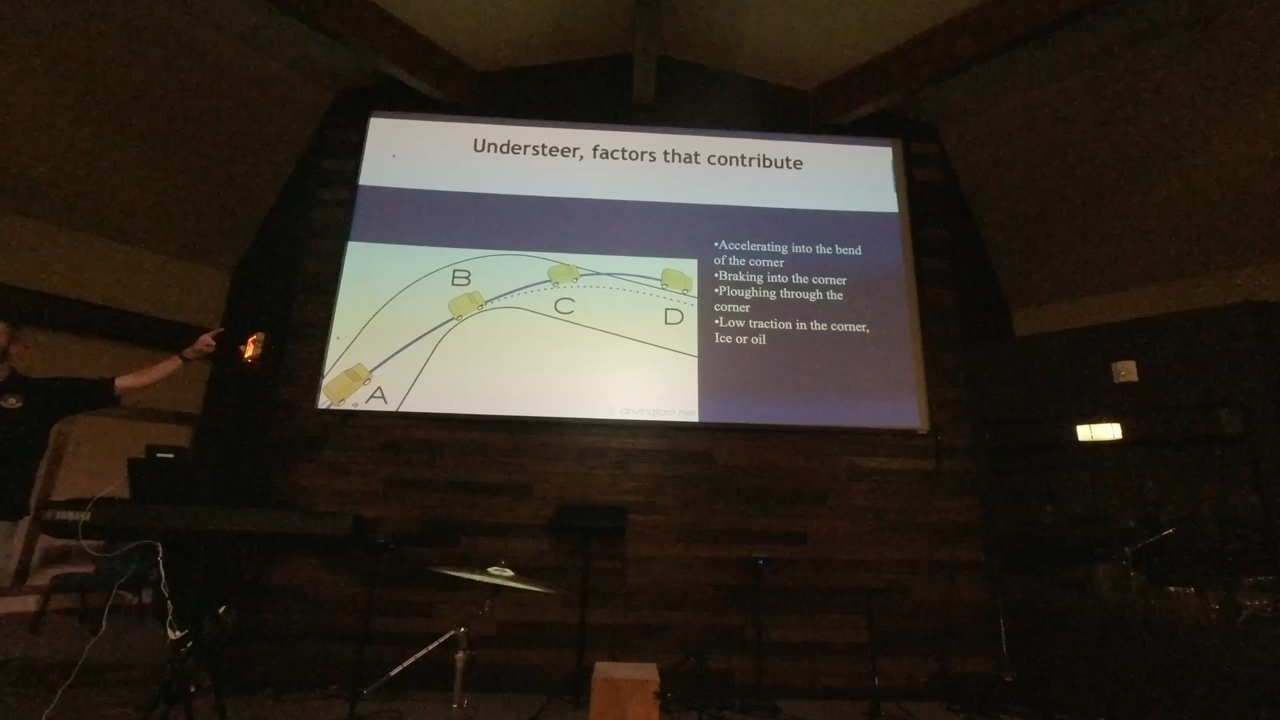 Understeer, factors that contribute
•Accelerating into the bend
of the corner
•Braking into the corner
•Ploughing through the
corner
•Low traction in the corner,
Ice or oil
B
C
D
A
drivingfast.net
YAMAHA